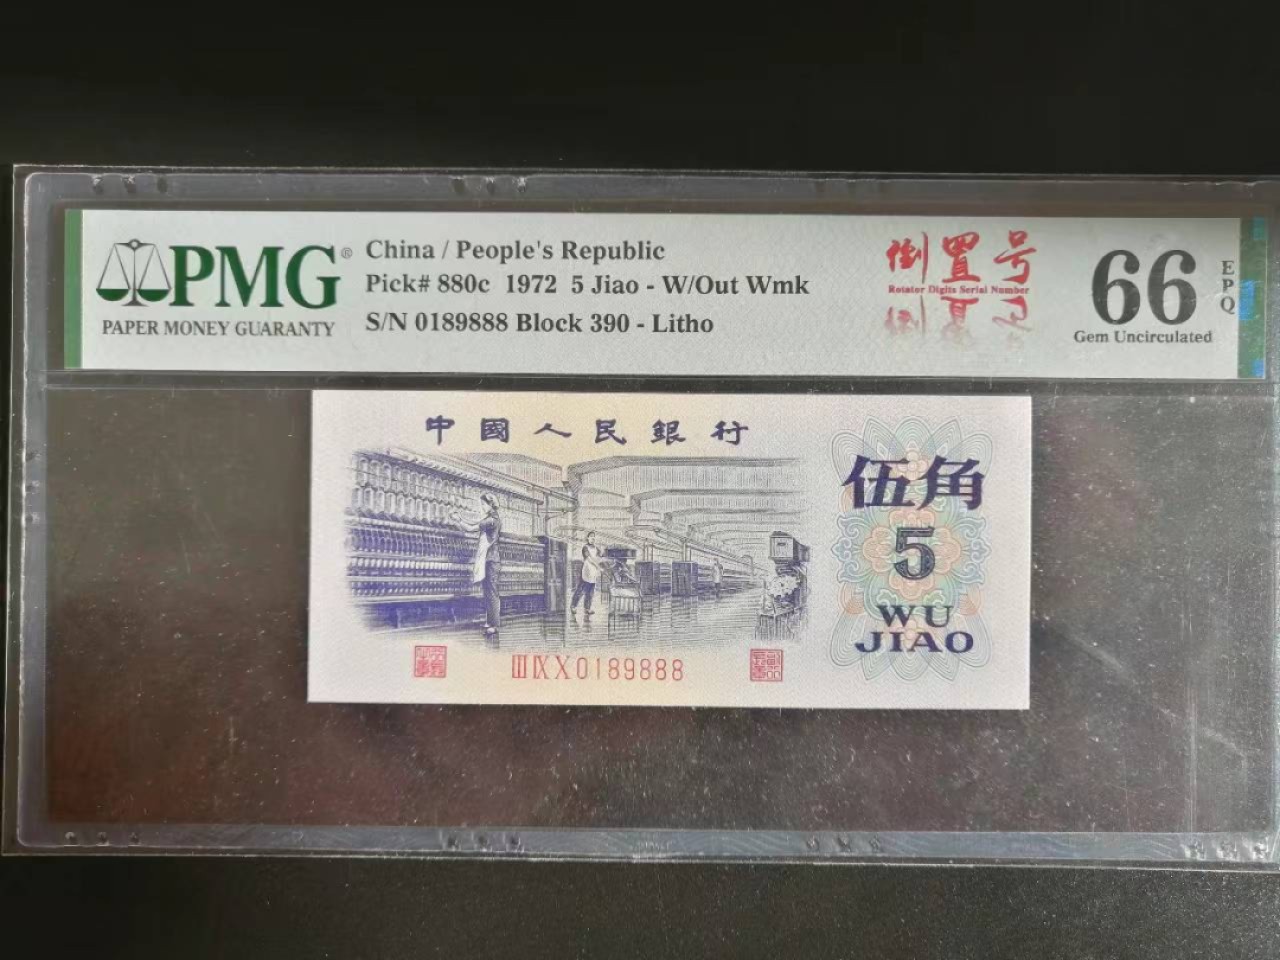 PMG®
PAPER MONEY GUARANTY
China / People's Republic
Pick# 880c 1972 5 Jiao - W/Out Wmk
S/N 0189888 Block 390 - Litho
倒置号
Rotator Digits Serial Number
66
EPQ
Gem Uncirculated
中國人民銀行
伍角
5
WU
JIAO
ⅢⅨⅩ0189888